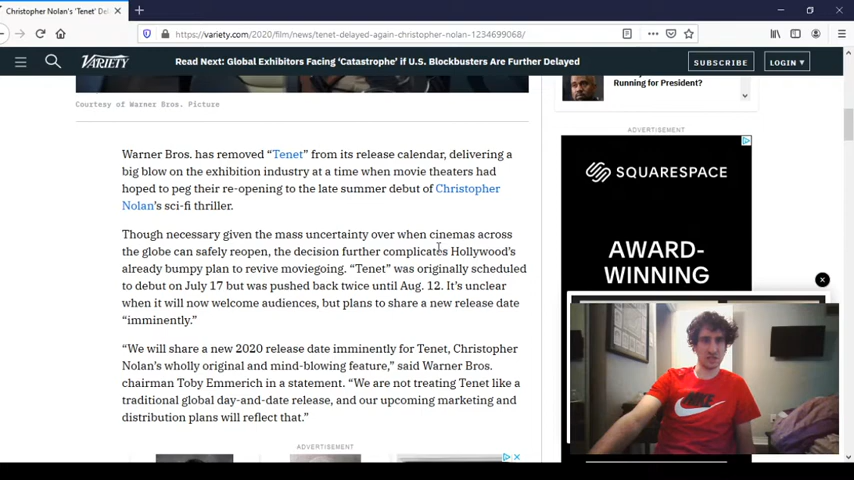 Christopher Nolan's 'Tenet' Del
https://variety.com/2020/film/news/tenet-delayed-again-christopher-nolan-1234699068/
VARIETY
Read Next: Global Exhibitors Facing ‘Catastrophe’ if U.S. Blockbusters Are Further Delayed
SUBSCRIBE
LOGIN
Running for President?
Courtesy of Warner Bros. Picture
ADVERTISEMENT
Warner Bros. has removed “Tenet” from its release calendar, delivering a
big blow on the exhibition industry at a time when movie theaters had
hoped to peg their re-opening to the late summer debut of Christopher
Nolan’s sci-fi thriller.
Though necessary given the mass uncertainty over when cinemas across
the globe can safely reopen, the decision further complicates Hollywood’s
already bumpy plan to revive moviegoing. “Tenet” was originally scheduled
to debut on July 17 but was pushed back twice until Aug. 12. It’s unclear
when it will now welcome audiences, but plans to share a new release date
“imminently.”
“We will share a new 2020 release date imminently for Tenet, Christopher
Nolan’s wholly original and mind-blowing feature,” said Warner Bros.
chairman Toby Emmerich in a statement. “We are not treating Tenet like a
traditional global day-and-date release, and our upcoming marketing and
distribution plans will reflect that.”
ADVERTISEMENT
SQUARESPACE
AWARD-
WINNING
NIKE